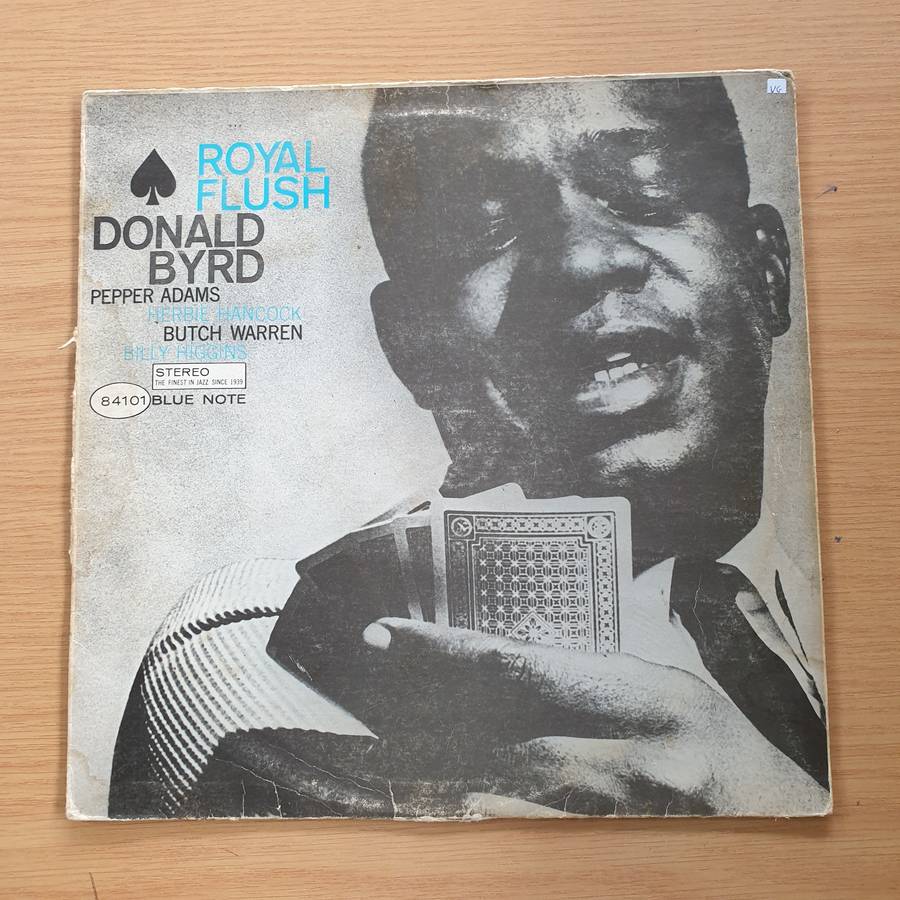 VG
ROYAL
FLUSH
DONALD
BYRD
PEPPER ADAMS
HERBIE HANCOCK
BUTCH WARREN
BILLY HIGGINS
STEREO
THE FINEST IN JAZZ SINCE 1939
84101 BLUE NOTE